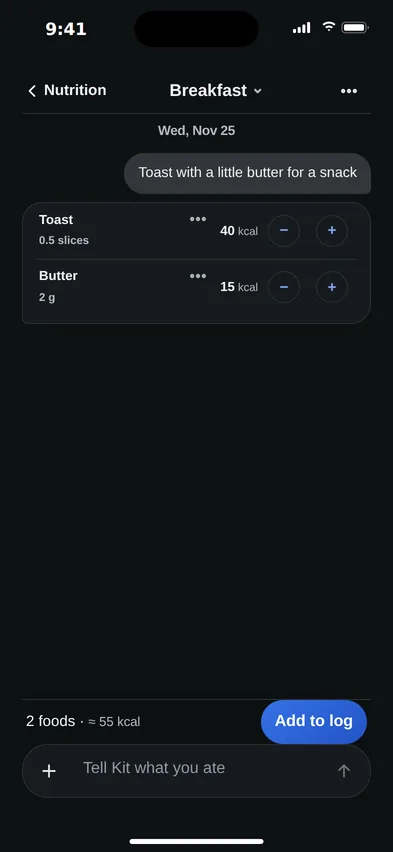 9:41
Nutrition
Breakfast
Wed, Nov 25
Toast with a little butter for a snack
Toast
40 kcal
0.5 slices
Butter
15 kcal
2 g
2 foods · ≈ 55 kcal
Add to log
Tell Kit what you ate